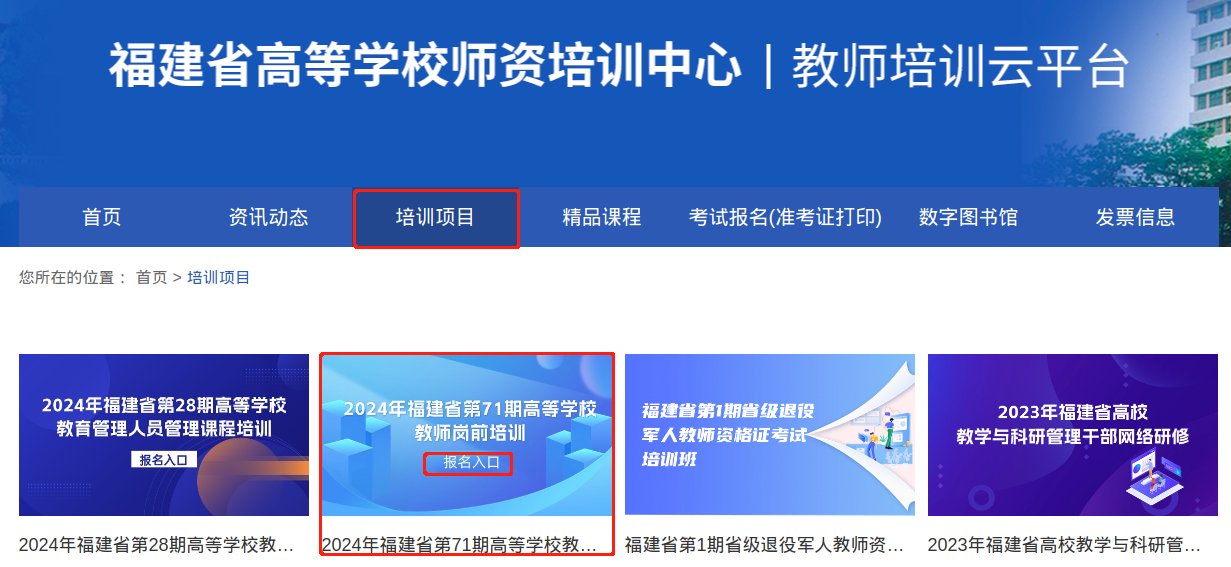 福建省高等学校师资培训中心 | 教师培训云平台
首页 资讯动态 培训项目 精品课程 考试报名(准考证打印) 数字图书馆 发票信息
您所在的位置： 首页 > 培训项目
2024年福建省第28期高等学校
教育管理人员管理课程培训
报名入口
2024年福建省第28期高等学校教…
2024年福建省第71期高等学校
教师岗前培训
报名入口
2024年福建省第71期高等学校教…
福建省第1期省级退役
军人教师资格证考试
培训班
福建省第1期省级退役军人教师资…
2023年福建省高校
教学与科研管理干部网络研修
2023年福建省高校教学与科研管…